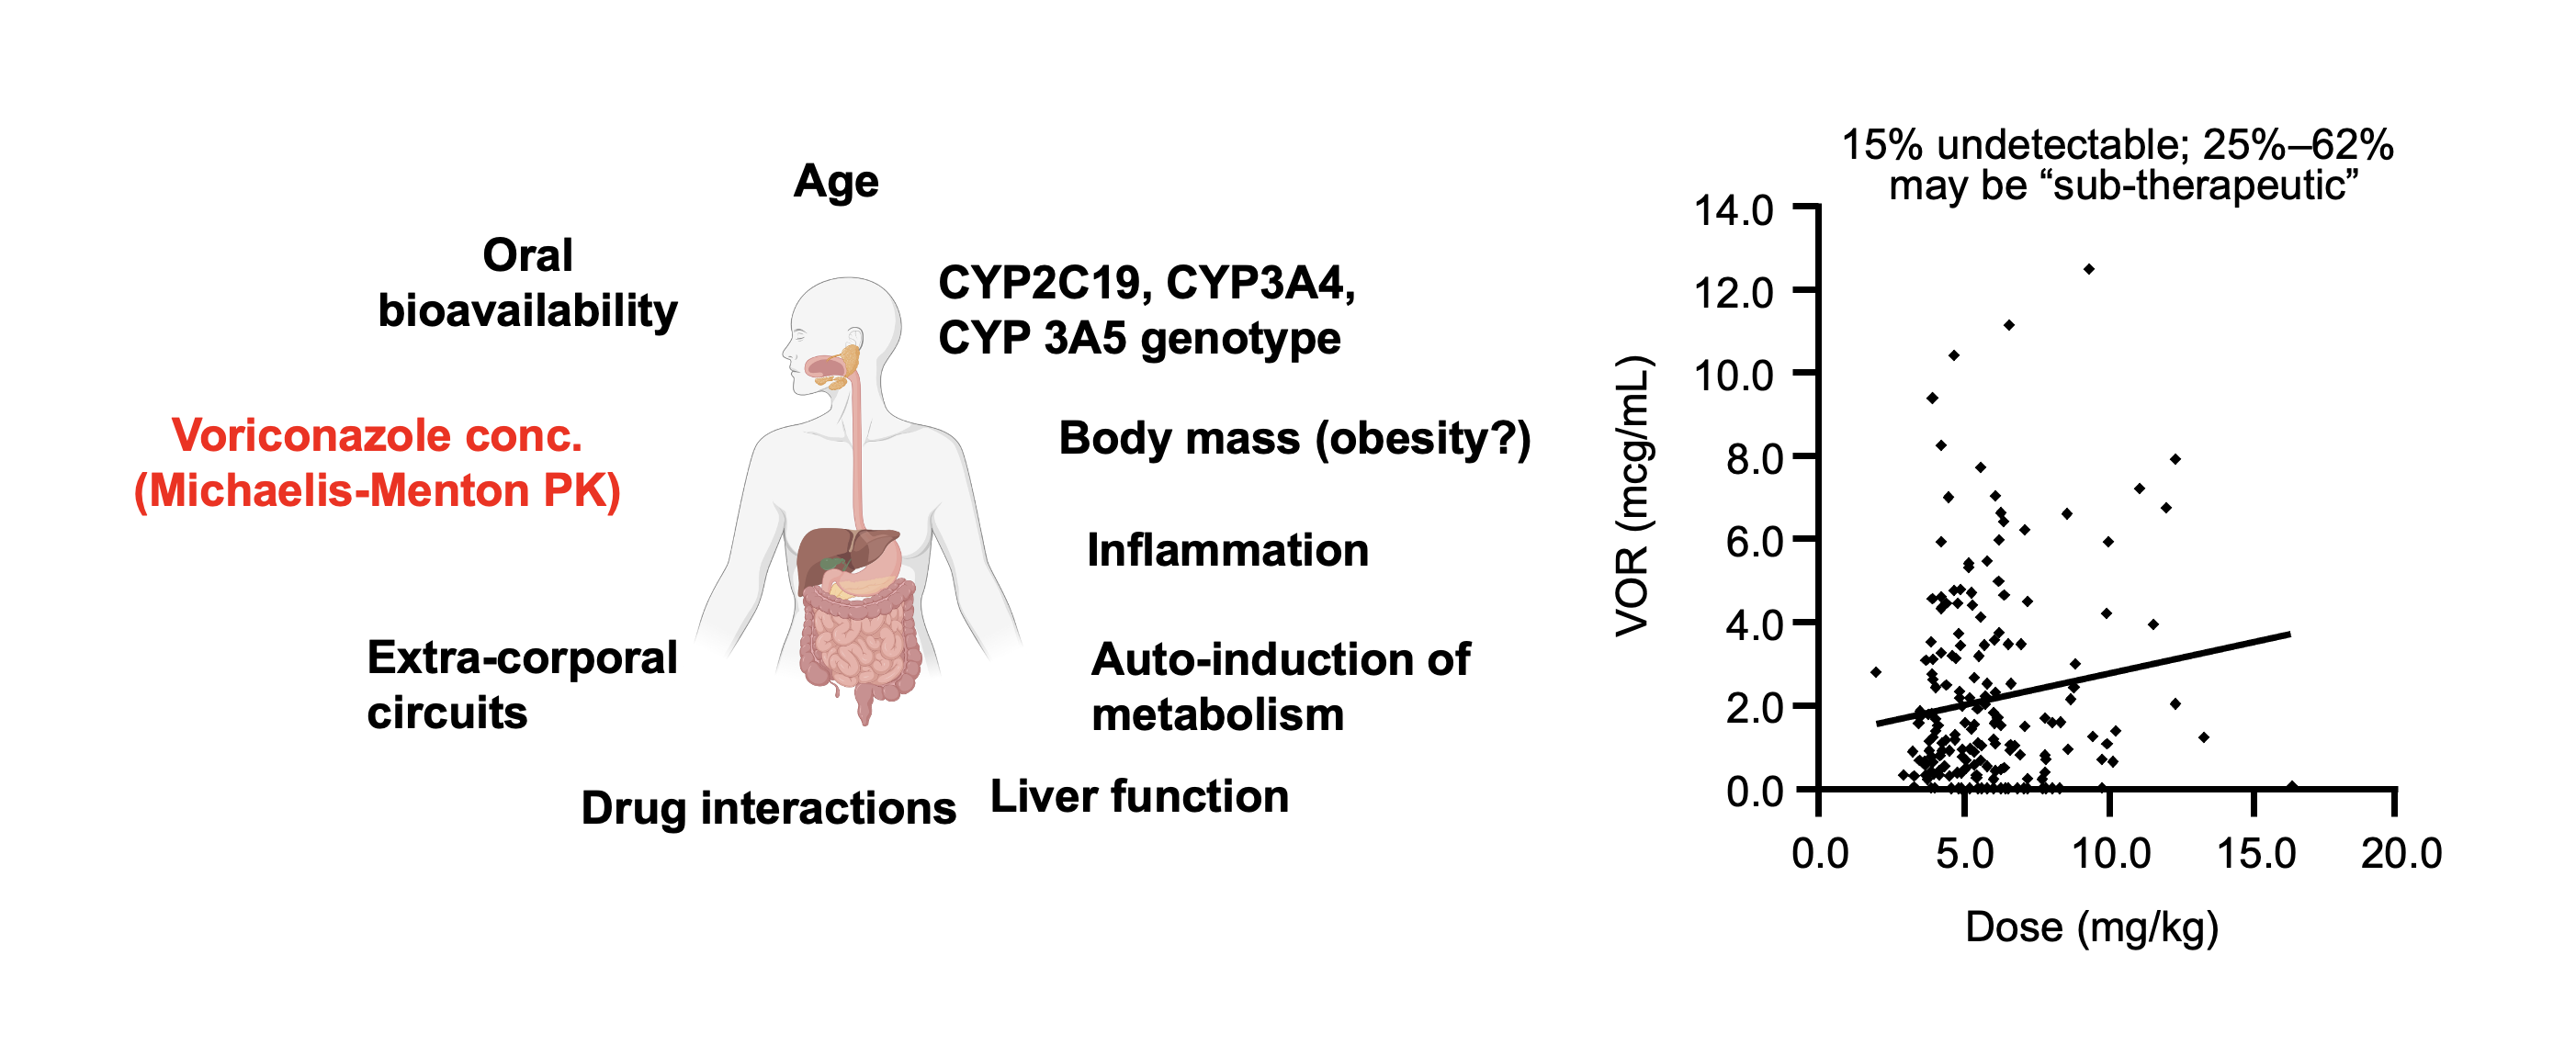 Age
Oral
bioavailability
CYP2C19, CYP3A4,
CYP 3A5 genotype
Voriconazole conc.
(Michaelis-Menton PK)
Body mass (obesity?)
Inflammation
Extra-corporal
circuits
Auto-induction of
metabolism
Drug interactions
Liver function
15% undetectable; 25%–62%
may be “sub-therapeutic”
VOR (mcg/mL)
14.0
12.0
10.0
8.0
6.0
4.0
2.0
0.0
0.0 5.0 10.0 15.0 20.0
Dose (mg/kg)